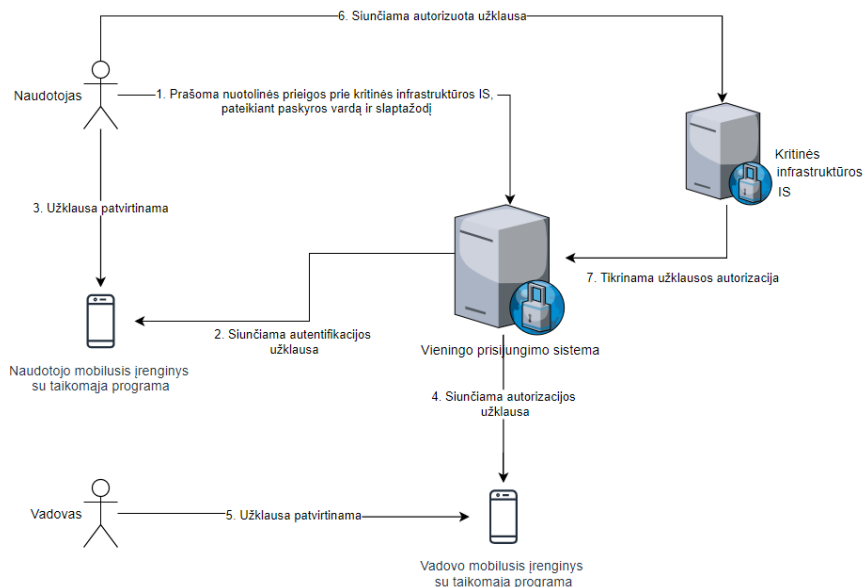 6. Siunčiama autorizuota užklausa
Naudotojas
1. Prašoma nuotolinės prieigos prie kritinės infrastruktūros IS,
pateikiant paskyros vardą ir slaptažodį
Kritinės
infrastruktūros
IS
3. Užklausa patvirtinama
7. Tikrinama užklausos autorizacija
2. Siunčiama autentifikacijos
užklausa
Vieningo prisijungimo sistema
Naudotojo mobilusis įrenginys
su taikomąja programa
4. Siunčiama autorizacijos
užklausa
Vadovas
5. Užklausa patvirtinama
Vadovo mobilusis įrenginys
su taikomąja programa